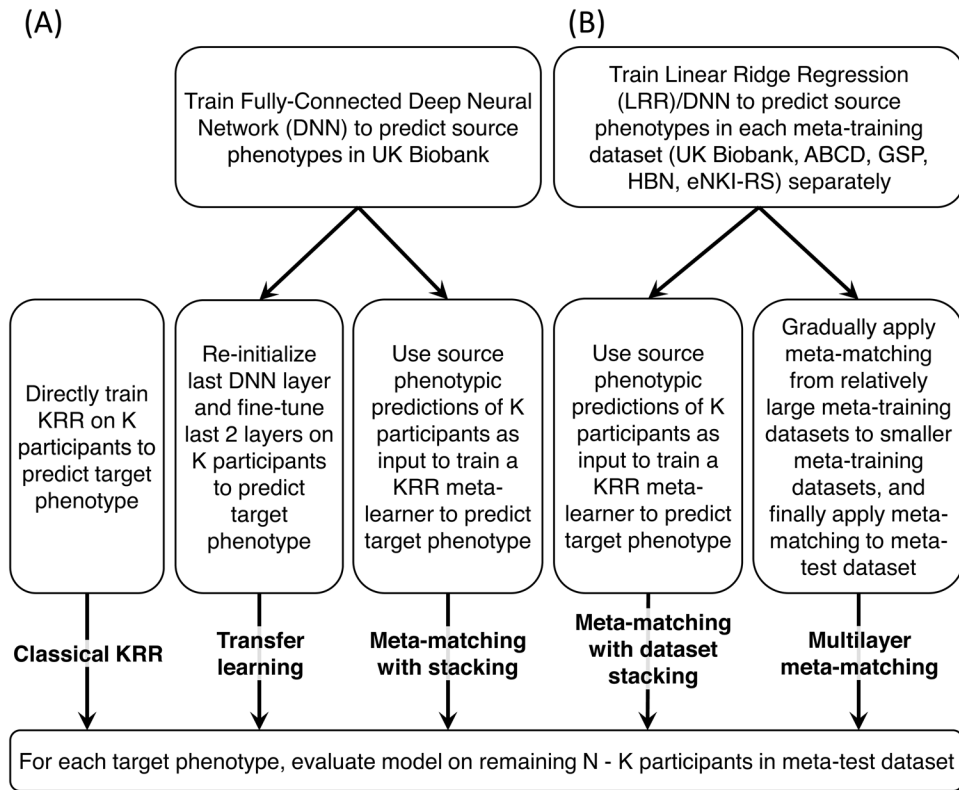 (A)
(B)
Train Fully-Connected Deep Neural
Network (DNN) to predict source
phenotypes in UK Biobank
Train Linear Ridge Regression
(LRR)/DNN to predict source
phenotypes in each meta-training
dataset (UK Biobank, ABCD, GSP,
HBN, eNKI-RS) separately
Directly train
KRR on K
participants to
predict target
phenotype
Re-initialize
last DNN layer
and fine-tune
last 2 layers on
K participants
to predict
target
phenotype
Use source
phenotypic
predictions of K
participants as
input to train a
KRR meta-
learner to predict
target phenotype
Use source
phenotypic
predictions of K
participants as
input to train a
KRR meta-
learner to predict
target phenotype
Gradually apply
meta-matching
from relatively
large meta-training
datasets to smaller
meta-training
datasets, and
finally apply meta-
matching to meta-
test dataset
Classical KRR
Transfer
learning
Meta-matching
with stacking
Meta-matching
with dataset
stacking
Multilayer
meta-matching
For each target phenotype, evaluate model on remaining N - K participants in meta-test dataset